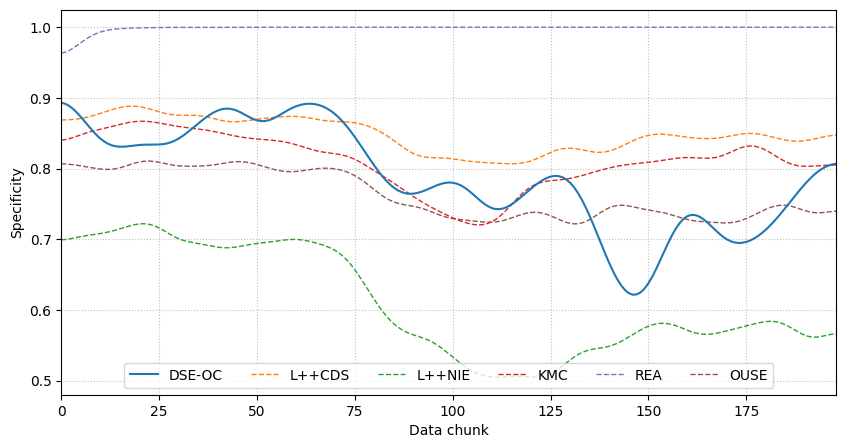 1.0
0.9
0.8
0.7
0.6
0.5
Specificity
DSE-OC L++CDS L++NIE KMC REA OUSE
0 25 50 75 100 125 150 175
Data chunk